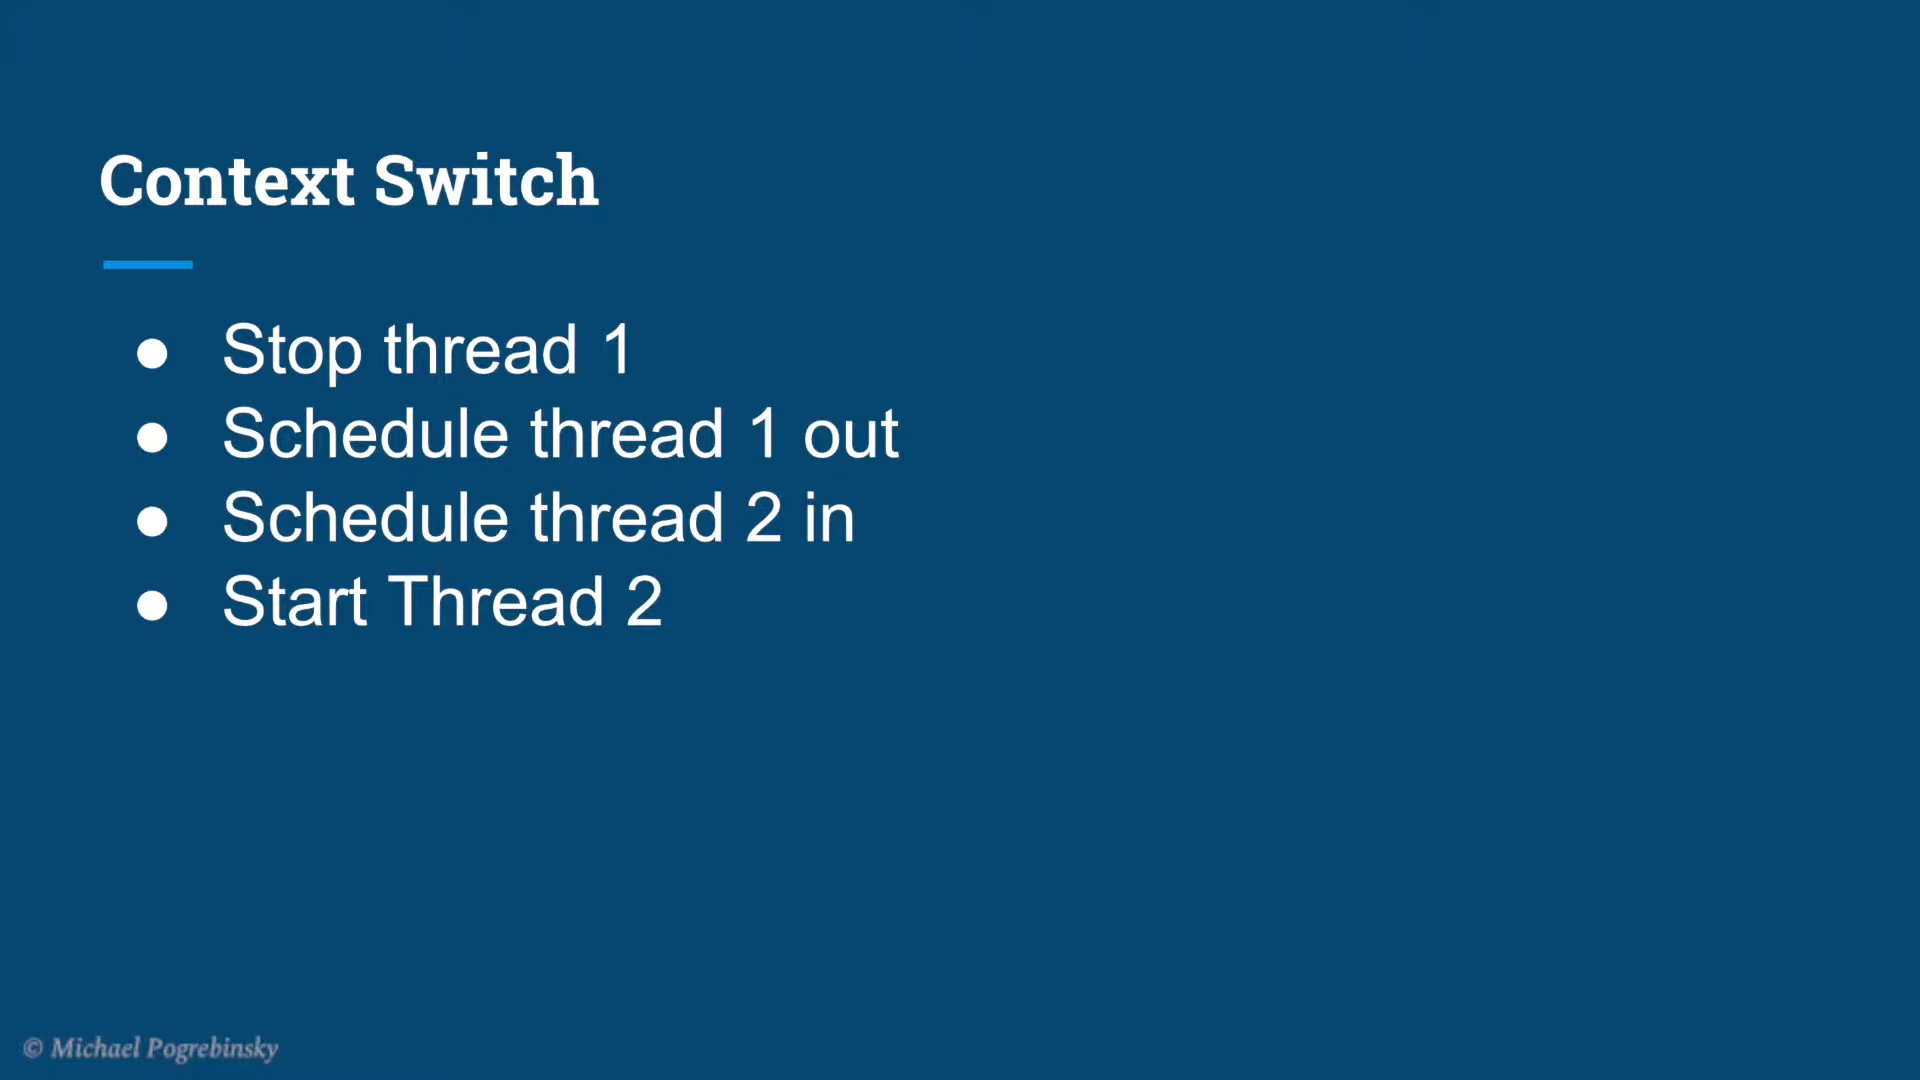 Context Switch
● Stop thread 1
● Schedule thread 1 out
● Schedule thread 2 in
● Start Thread 2
© Michael Pogrebinsky